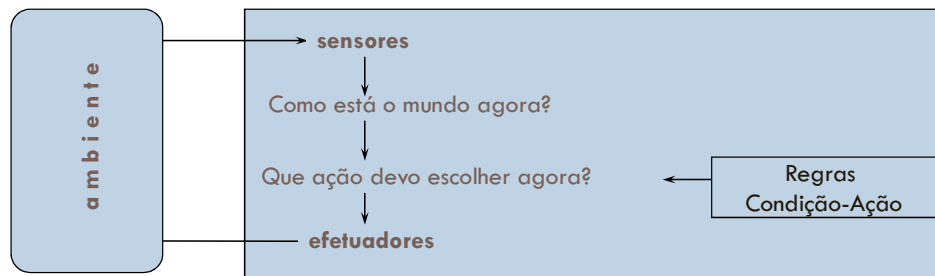 ambiente
sensores
Como está o mundo agora?
Que ação devo escolher agora?
Regras
Condição-Ação
efetuadores